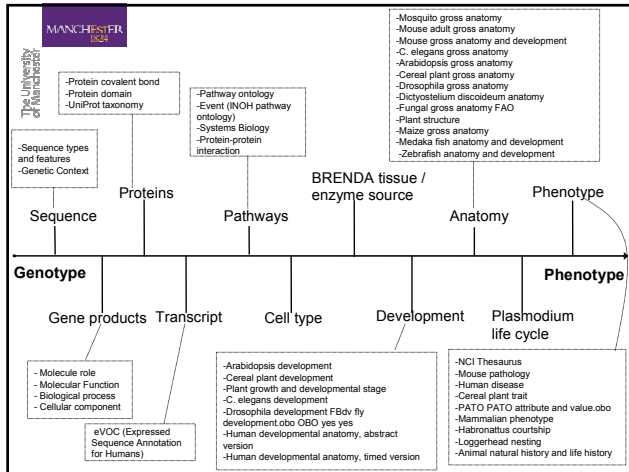 MANCHESTER
1824
The University
of Manchester
-Mosquito gross anatomy
-Mouse adult gross anatomy
-Mouse gross anatomy and development
-C. elegans gross anatomy
-Arabidopsis gross anatomy
-Cereal plant gross anatomy
-Drosophila gross anatomy
-Dictyostelium discoideum anatomy
-Fungal gross anatomy FAO
-Plant structure
-Maize gross anatomy
-Medaka fish anatomy and development
-Zebrafish anatomy and development
-Protein covalent bond
-Protein domain
-UniProt taxonomy
-Pathway ontology
-Event (INOH pathway
ontology)
-Systems Biology
-Protein-protein
interaction
-Sequence types
and features
-Genetic Context
Sequence
Proteins
Pathways
BRENDA tissue /
enzyme source
Anatomy
Phenotype
Genotype
Phenotype
Gene products
Transcript
Cell type
Development
Plasmodium
life cycle
- Molecule role
- Molecular Function
- Biological process
- Cellular component
eVOC (Expressed
Sequence Annotation
for Humans)
-Arabidopsis development
-Cereal plant development
-Plant growth and developmental stage
-C. elegans development
-Drosophila development FBdv fly
development.obo OBO yes yes
-Human developmental anatomy, abstract
version
-Human developmental anatomy, timed version
-NCI Thesaurus
-Mouse pathology
-Human disease
-Cereal plant trait
-PATO PATO attribute and value.obo
-Mammalian phenotype
-Habronattus courtship
-Loggerhead nesting
-Animal natural history and life history